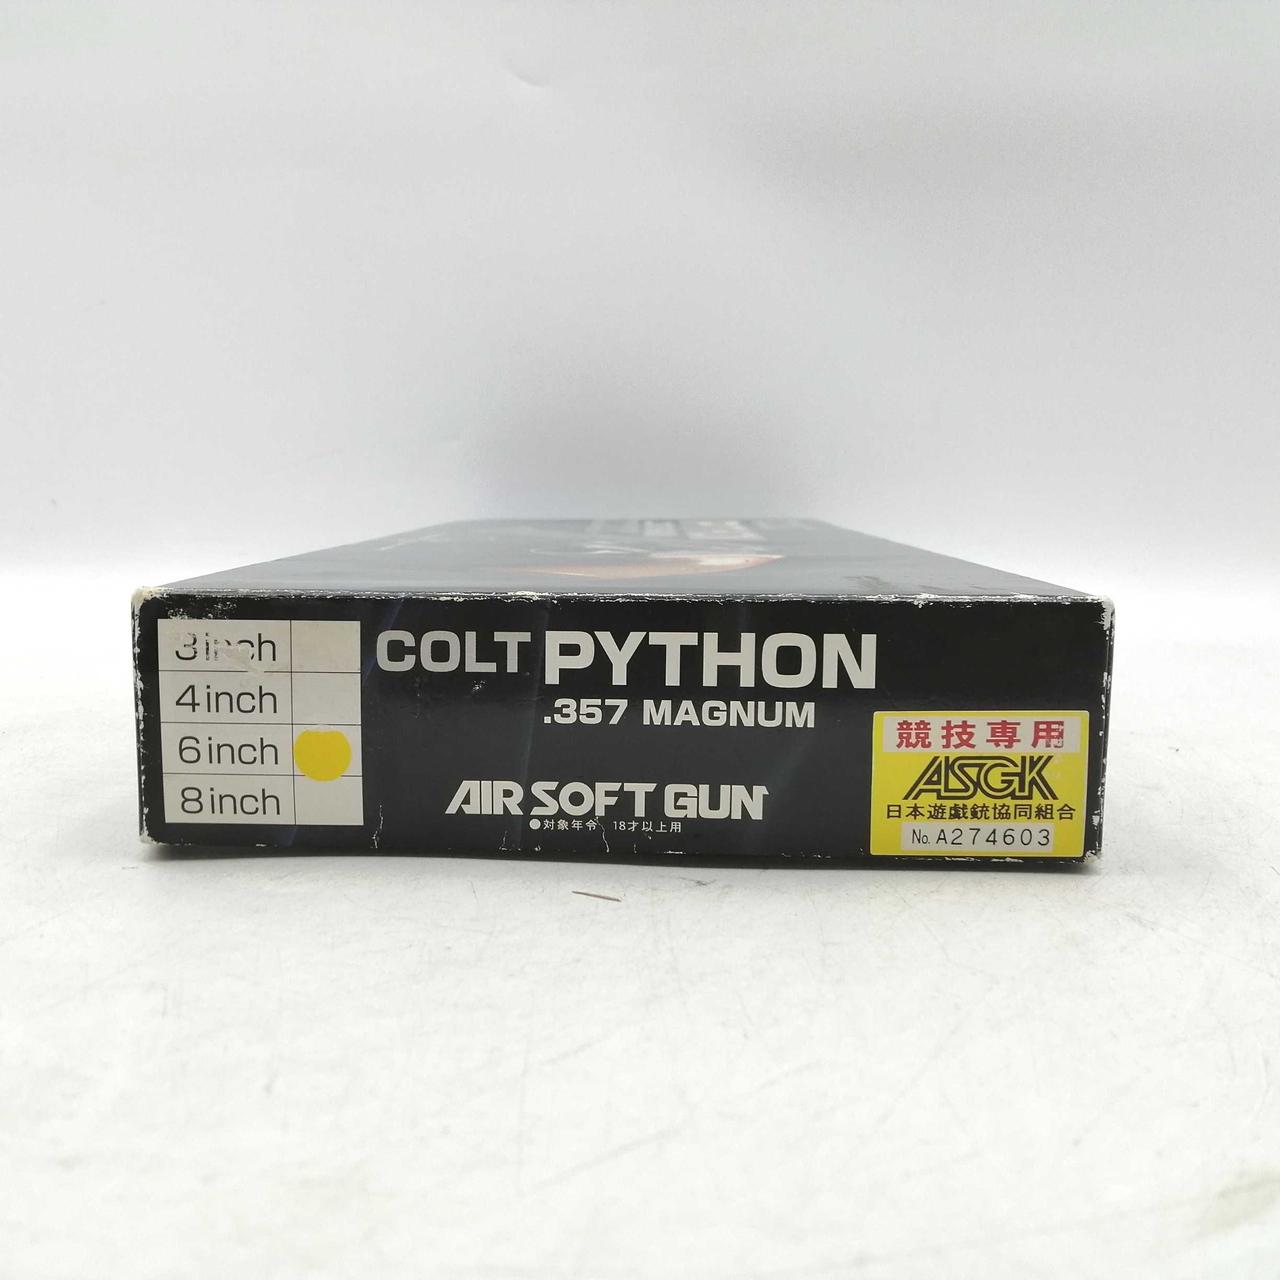 3inch
4inch
6inch
8inch
COLT PYTHON
.357 MAGNUM
AIR SOFT GUN
●対象年令 18才以上用
競技専用
ASGK
日本遊戯銃協同組合
No. A274603